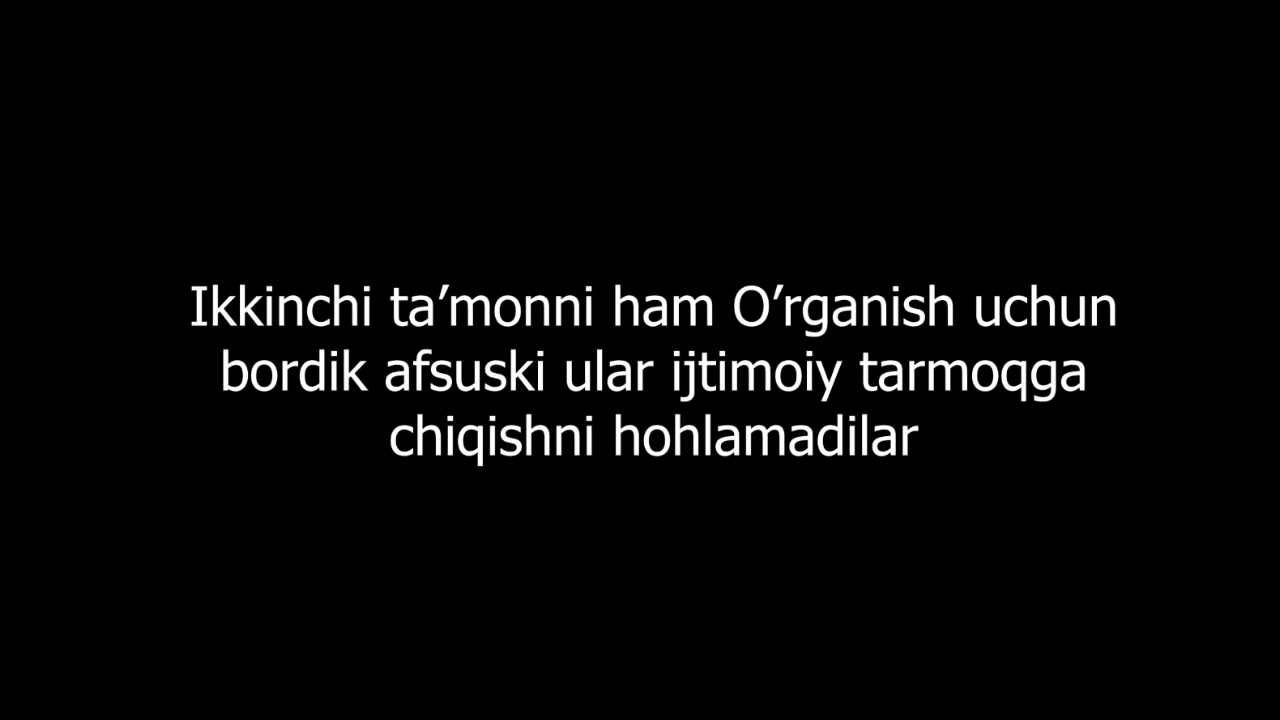 Ikkinchi ta’monni ham O’rganish uchun
bordik afsuski ular ijtimoiy tarmoqga
chiqishni hohlamadilar